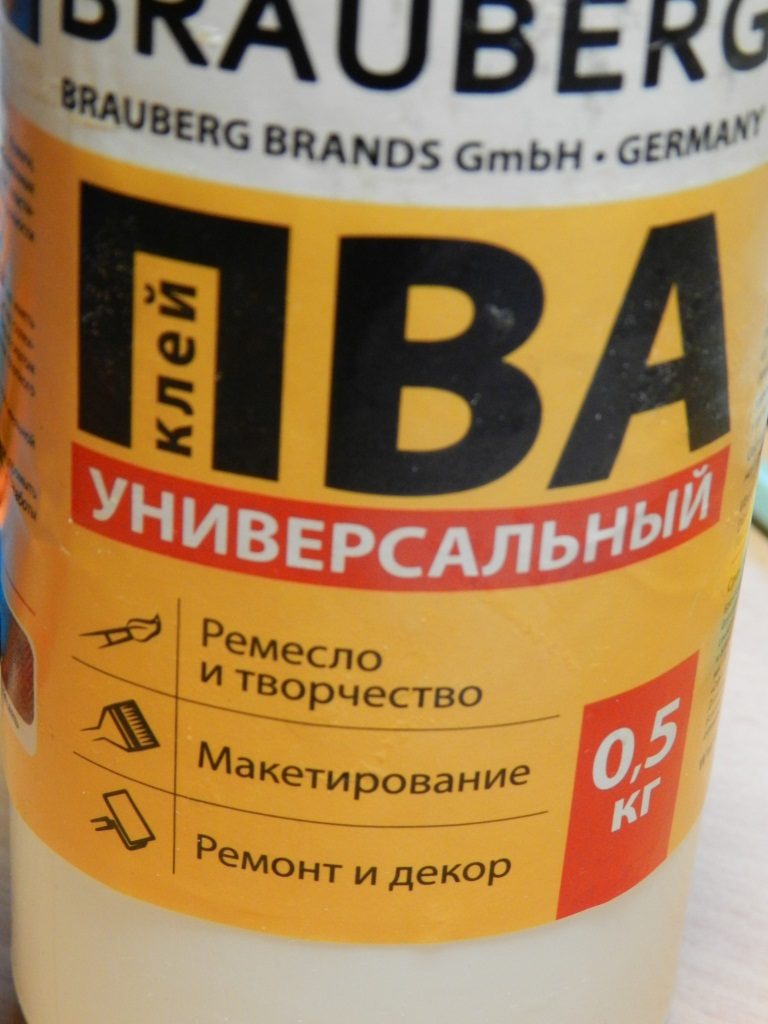 BRAUBERG
BRAUBERG BRANDS GmbH • GERMANY
клей
ПВА
УНИВЕРСАЛЬНЫЙ
Ремесло
и творчество
Макетирование
Ремонт и декор
0,5
кг